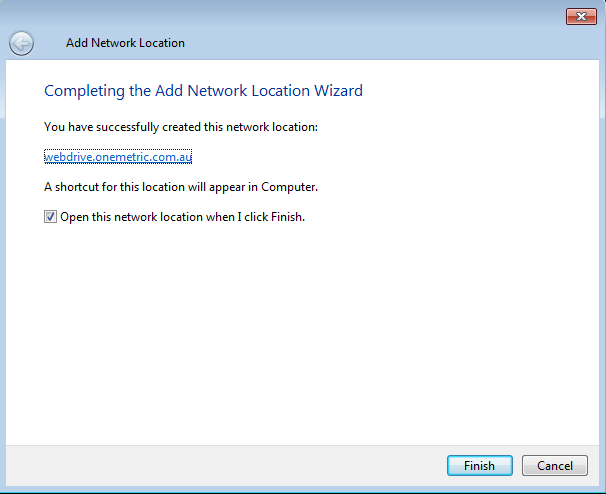 Add Network Location
Completing the Add Network Location Wizard
You have successfully created this network location:
webdrive.onemetric.com.au
A shortcut for this location will appear in Computer.
Open this network location when I click Finish.
Finish
Cancel